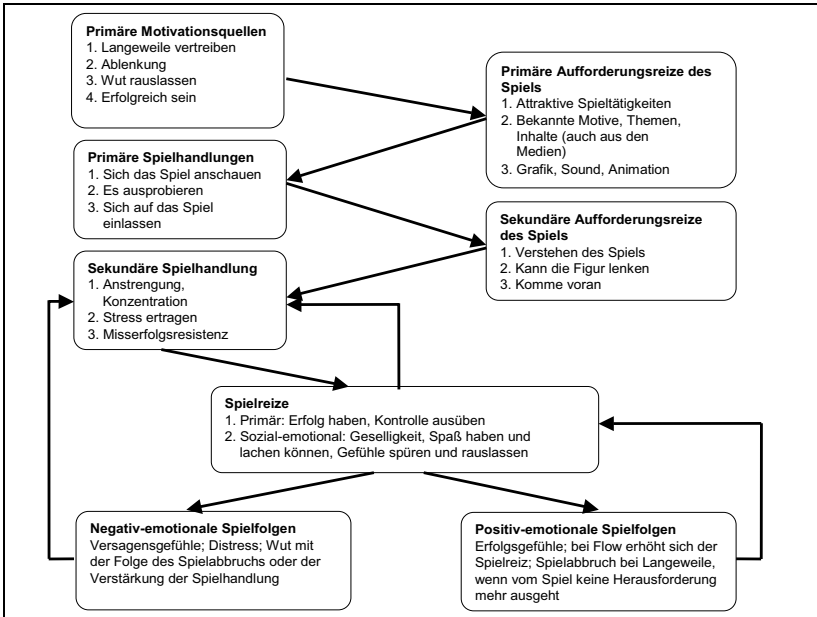 Primäre Motivationsquellen
1. Langeweile vertreiben
2. Ablenkung
3. Wut rauslassen
4. Erfolgreich sein
Primäre Aufforderungsreize des
Spiels
1. Attraktive Spieltätigkeiten
2. Bekannte Motive, Themen,
Inhalte (auch aus den
Medien)
3. Grafik, Sound, Animation
Primäre Spielhandlungen
1. Sich das Spiel anschauen
2. Es ausprobieren
3. Sich auf das Spiel
einlassen
Sekundäre Aufforderungsreize
des Spiels
1. Verstehen des Spiels
2. Kann die Figur lenken
3. Komme voran
Sekundäre Spielhandlung
1. Anstrengung,
Konzentration
2. Stress ertragen
3. Misserfolgsresistenz
Spielreize
1. Primär: Erfolg haben, Kontrolle ausüben
2. Sozial-emotional: Geselligkeit, Spaß haben und
lachen können, Gefühle spüren und rauslassen
Negativ-emotionale Spielfolgen
Versagensgefühle; Distress; Wut mit
der Folge des Spielabbruchs oder der
Verstärkung der Spielhandlung
Positiv-emotionale Spielfolgen
Erfolgsgefühle; bei Flow erhöht sich der
Spielreiz; Spielabbruch bei Langeweile,
wenn vom Spiel keine Herausforderung
mehr ausgeht